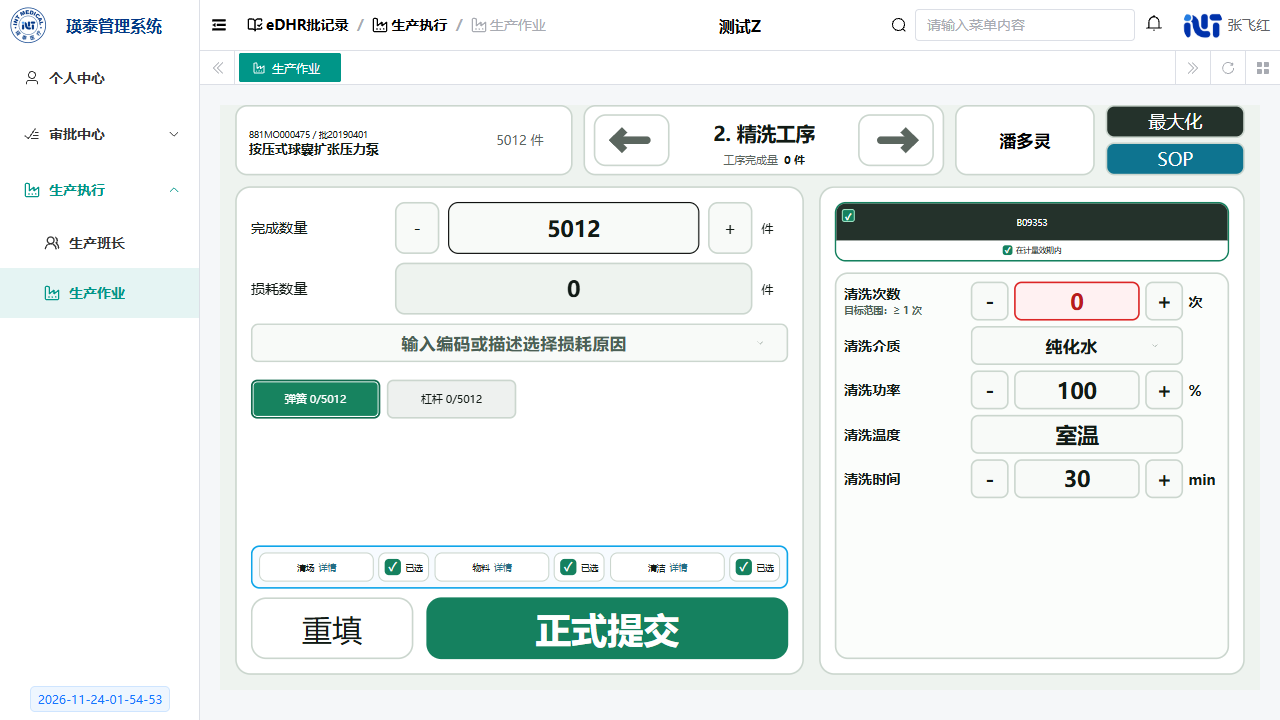 瑛泰管理系统
eDHR批记录 / 生产执行 / 生产作业
测试Z
请输入菜单内容
iNT 张飞红
个人中心
审批中心
生产执行
生产班长
生产作业
2026-11-24-01-54-53
生产作业
881MO000475 / 批20190401
按压式球囊扩张压力泵
5012 件
2. 精洗工序
工序完成量 0 件
潘多灵
最大化
SOP
完成数量 - 5012 + 件
损耗数量 0 件
输入编码或描述选择损耗原因
弹簧 0/5012 杠杆 0/5012
清场 详情 已选 物料 详情 已选 清洁 详情 已选
重填 正式提交
B09353
在计量效期内
清洗次数 - 0 + 次
目标范围：≥ 1 次
清洗介质 纯化水
清洗功率 - 100 + %
清洗温度 室温
清洗时间 - 30 + min